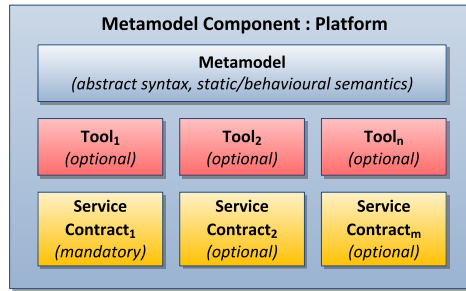 Metamodel Component : Platform
Metamodel
(abstract syntax, static/behavioural semantics)
Tool₁ Tool₂ Toolₙ
(optional) (optional) (optional)
Service Service Service
Contract₁ Contract₂ Contractₘ
(mandatory) (optional) (optional)